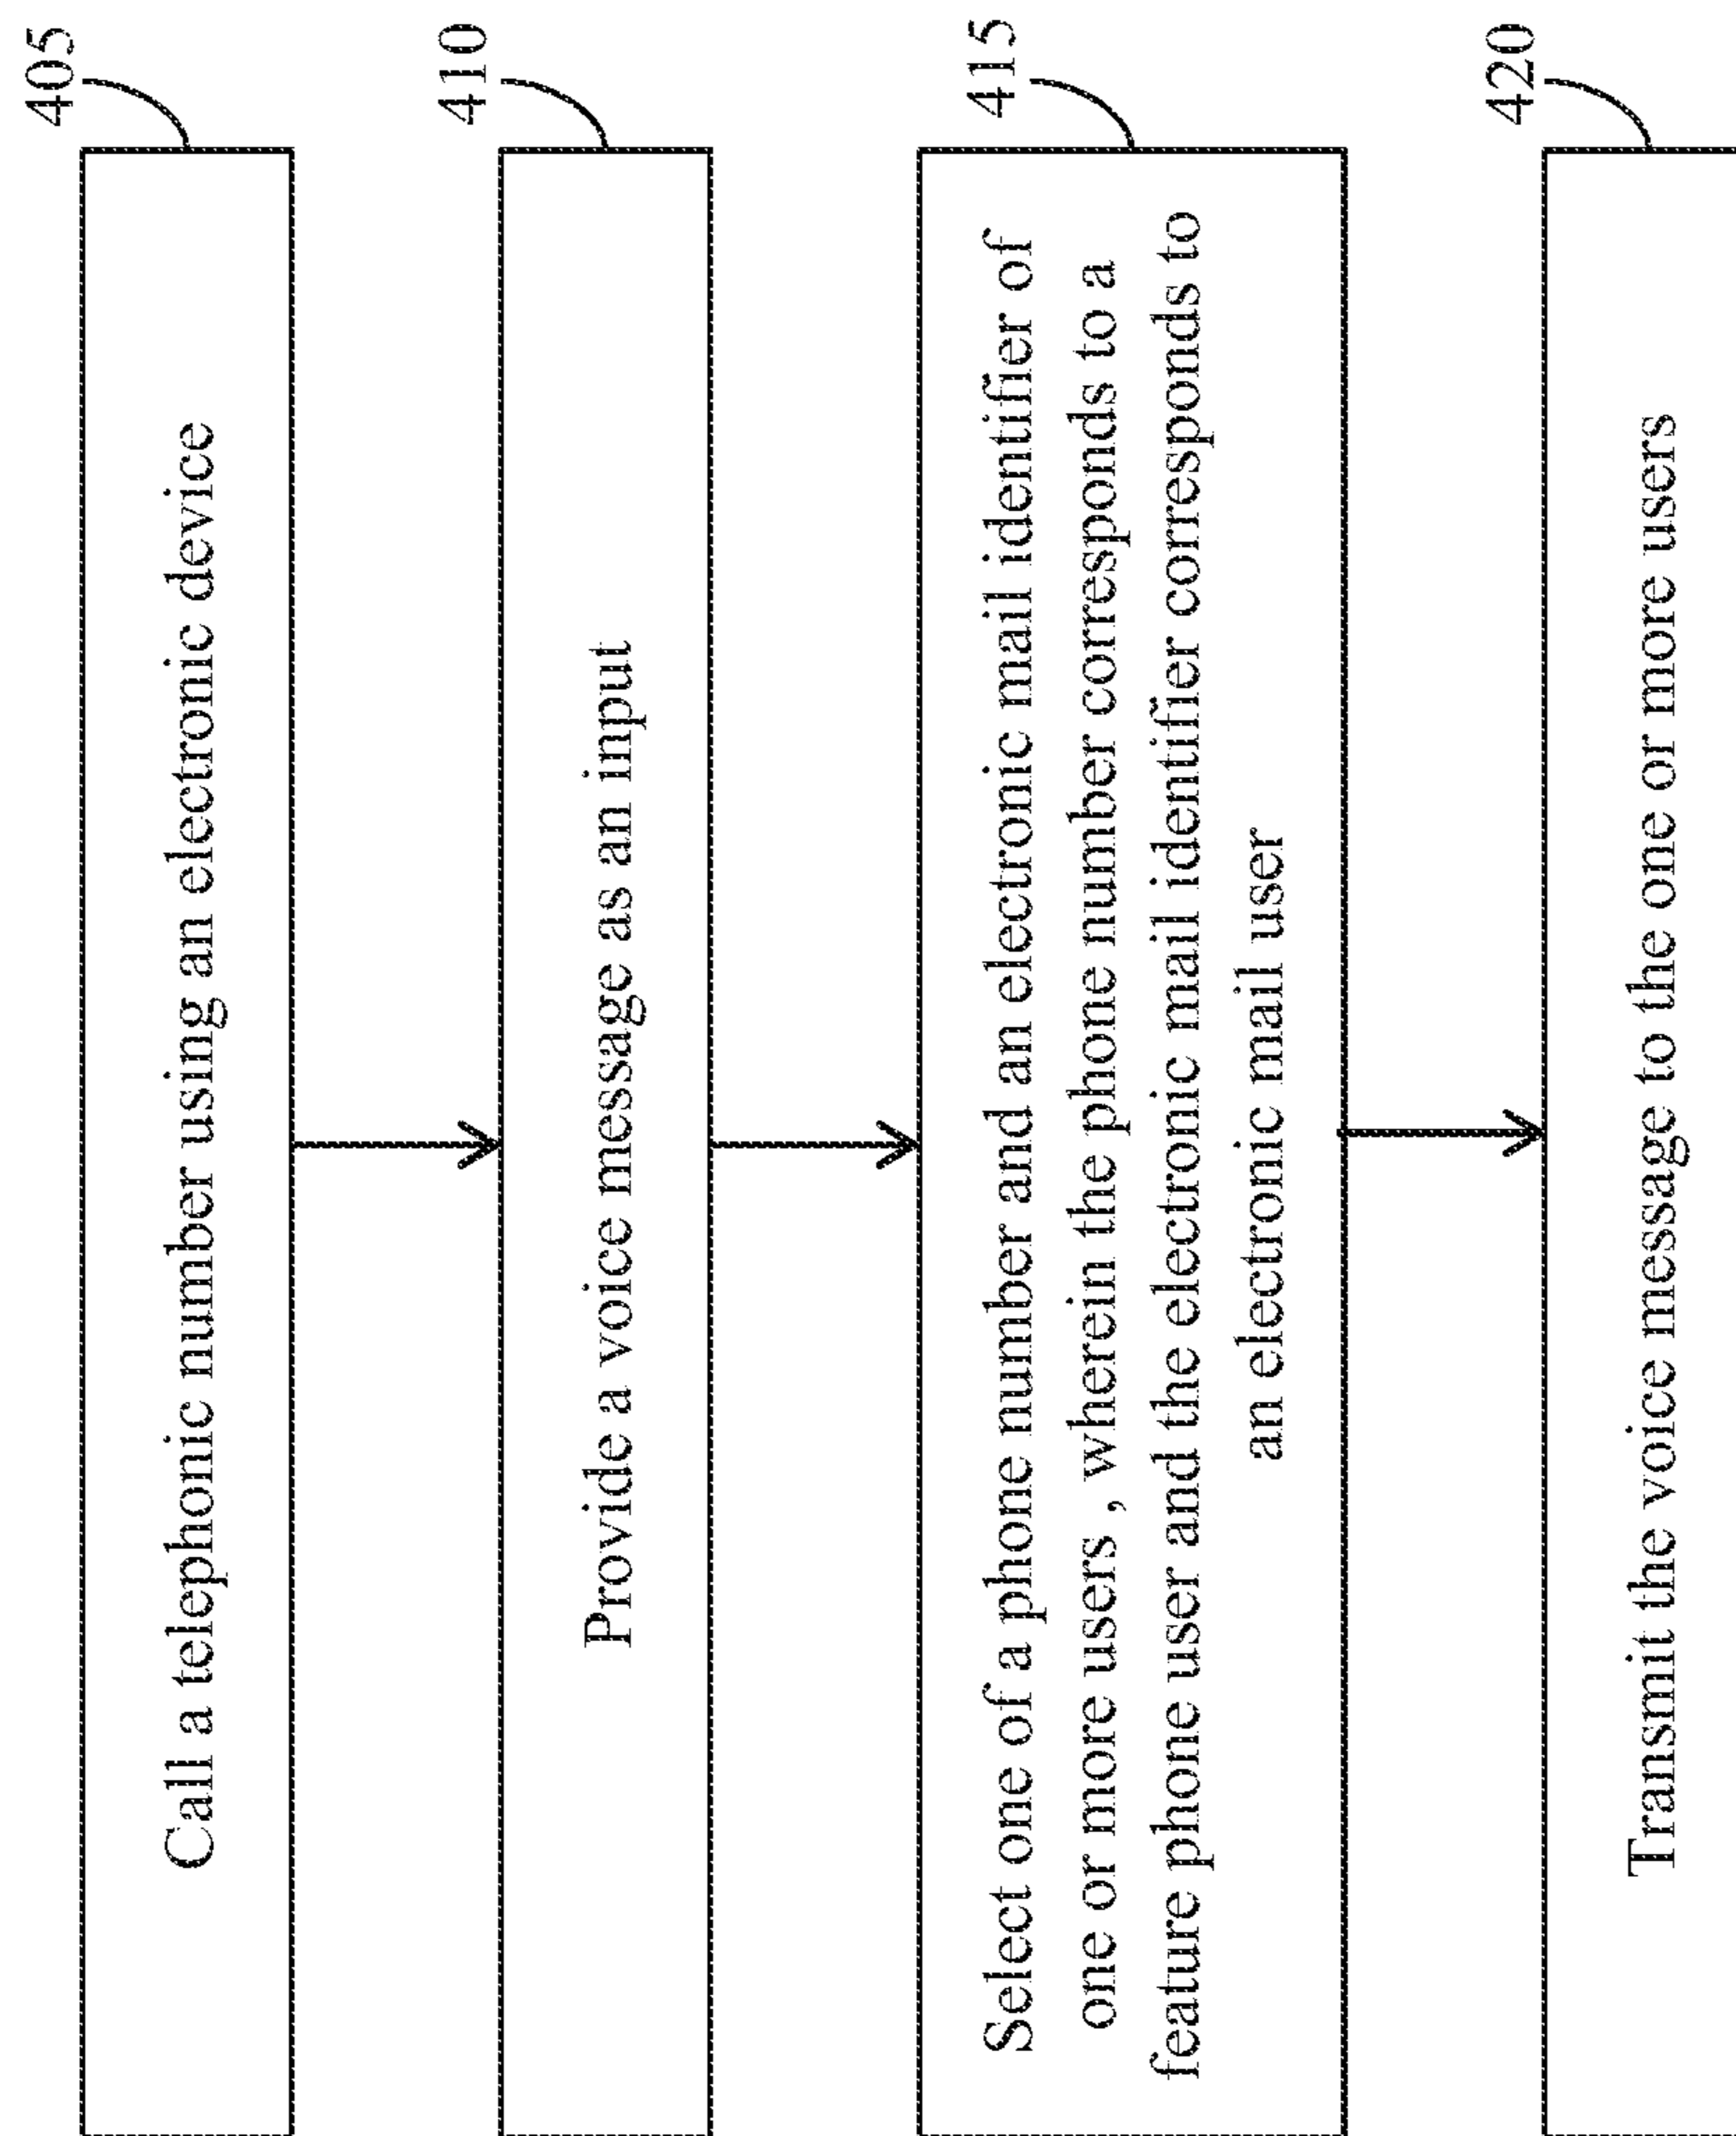 405
Call a telephonic number using an electronic device
410
Provide a voice message as an input
415
Select one of a phone number and an electronic mail identifier of
one or more users , wherein the phone number corresponds to a
feature phone user and the electronic mail identifier corresponds to
an electronic mail user
420
Transmit the voice message to the one or more users